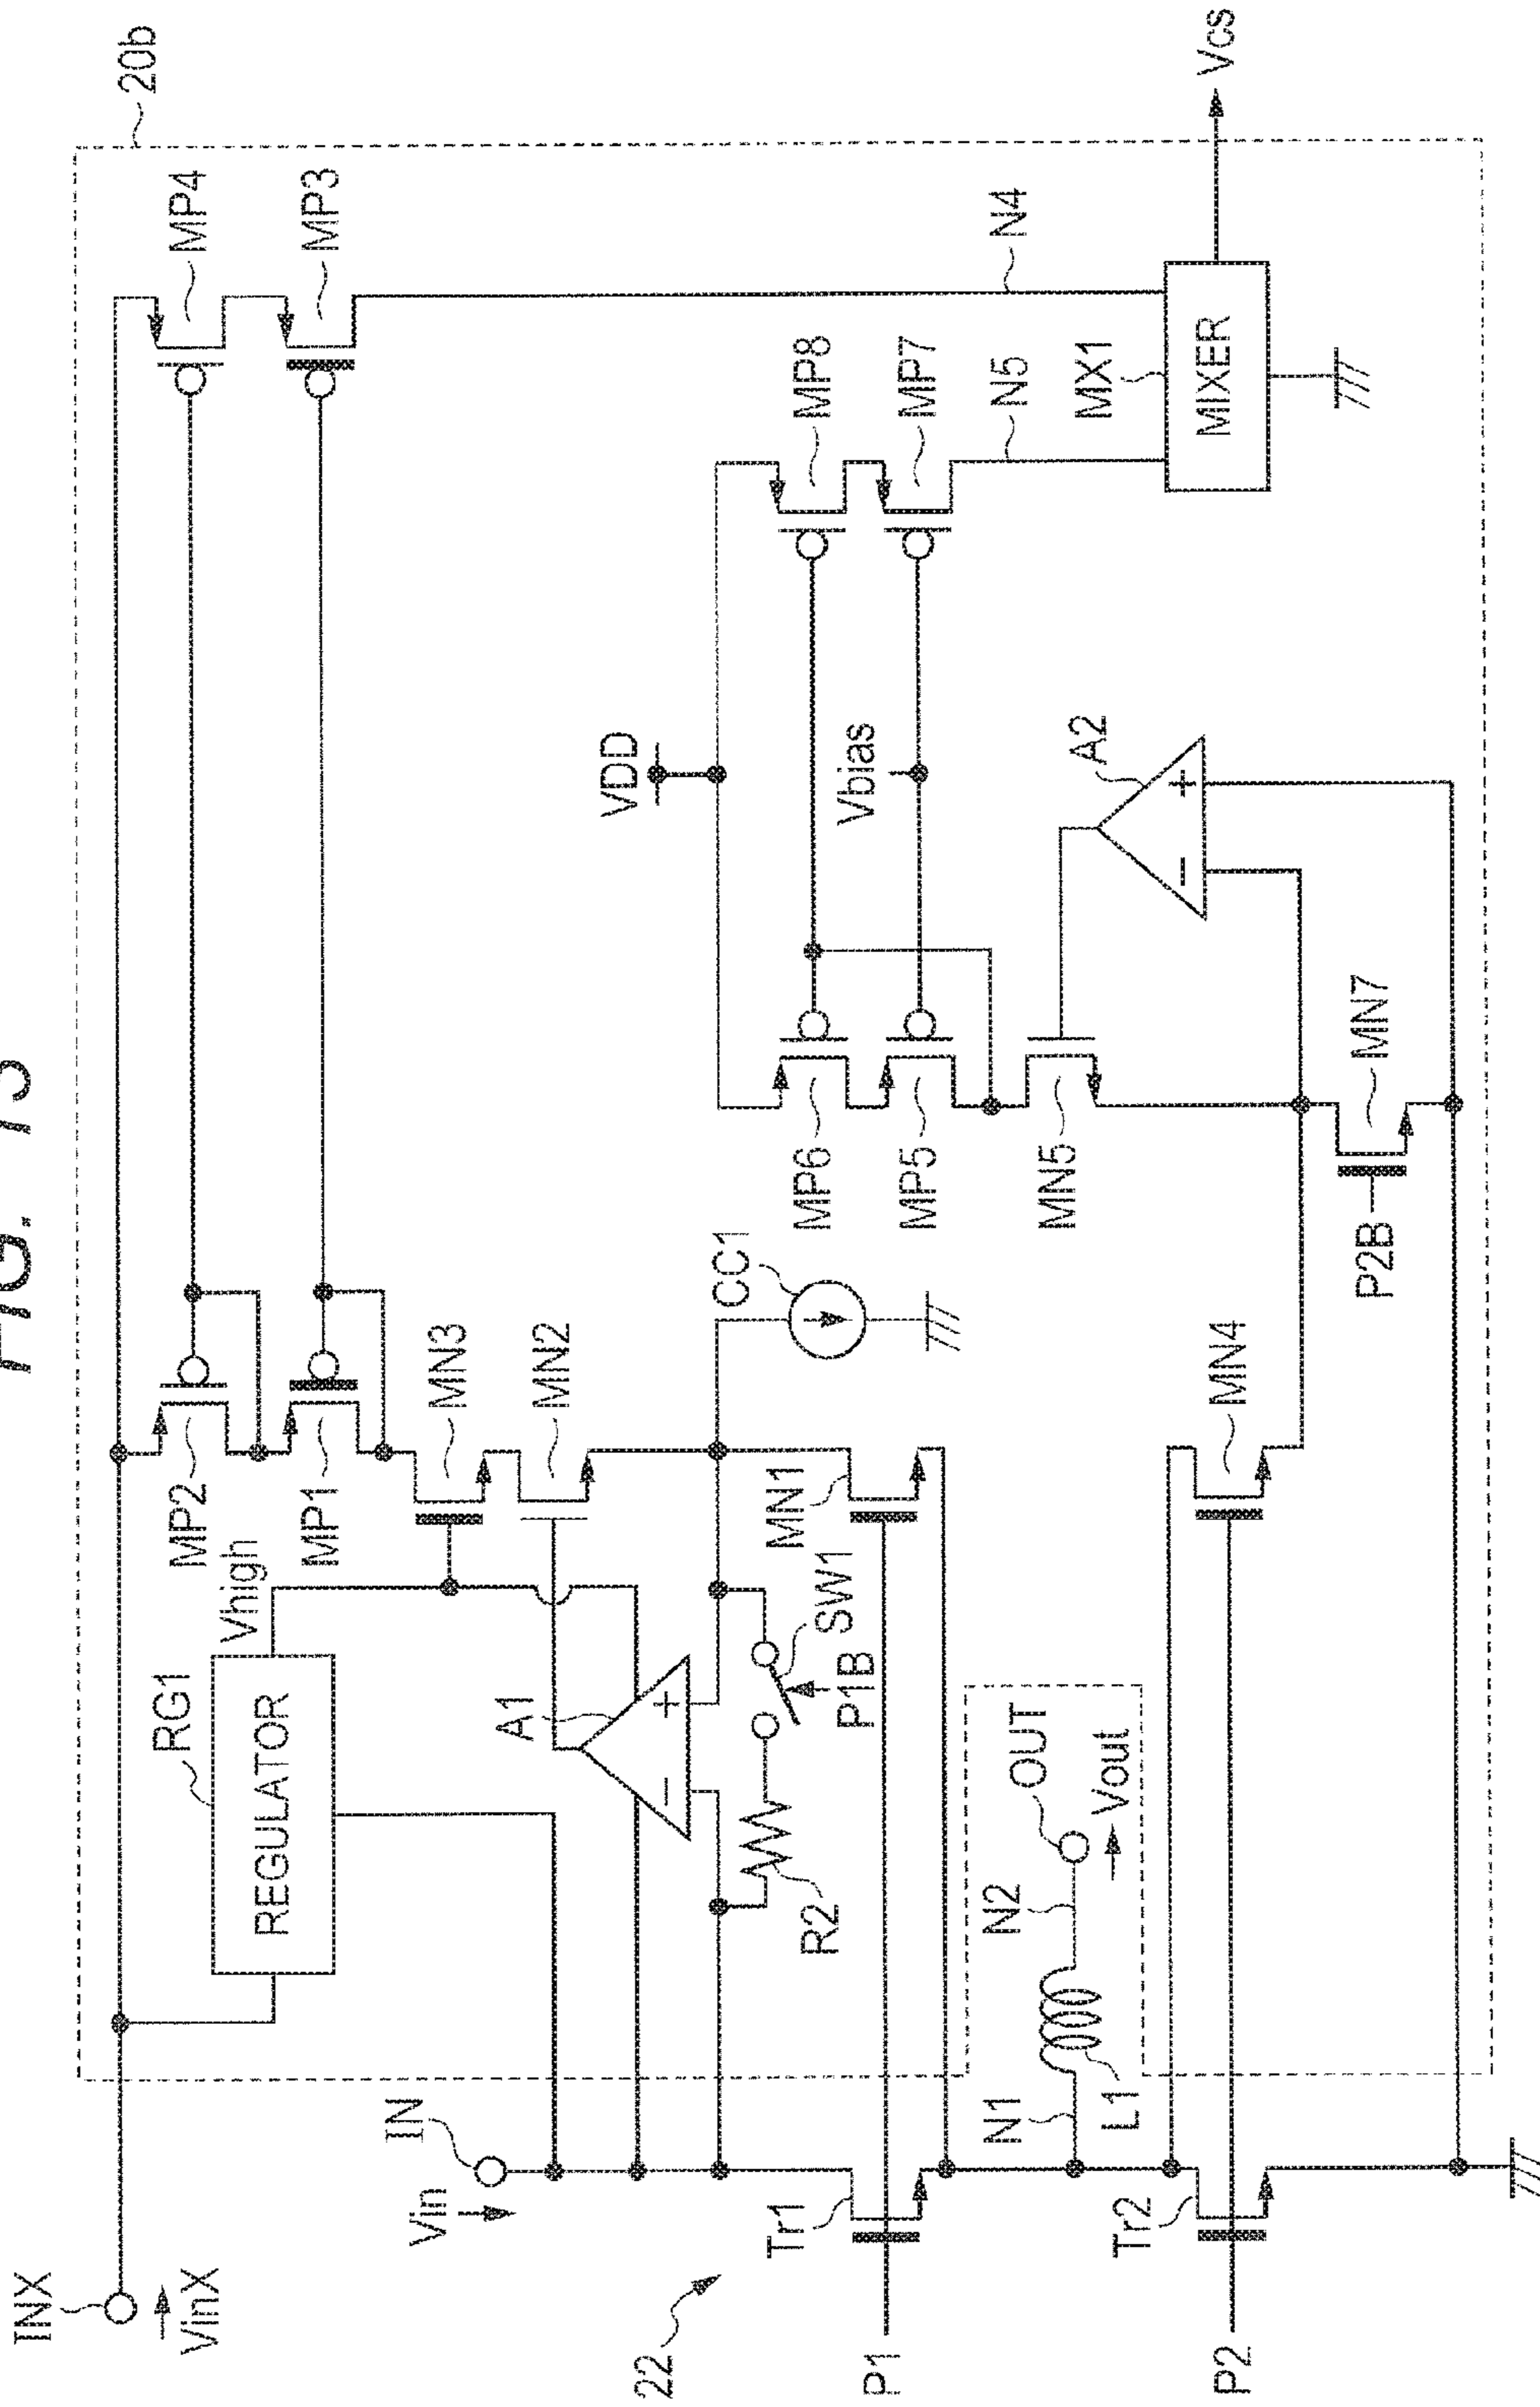 FIG. 13
INX
VinX
20b
MP4
MP3
MP2
MP1
Vhigh
RG1
REGULATOR
MN3
MN2
IN
Vin
A1
+
−
CC1
VDD
MP8
MP7
N4
N5
Vbias
MP6
MP5
MN5
A2
+
−
MX1
MIXER
Vcs
R2
SW1
P1B
MN1
Tr1
22
P1
N1
L1
N2
OUT
Vout
Tr2
P2
MN4
MN7
P2B